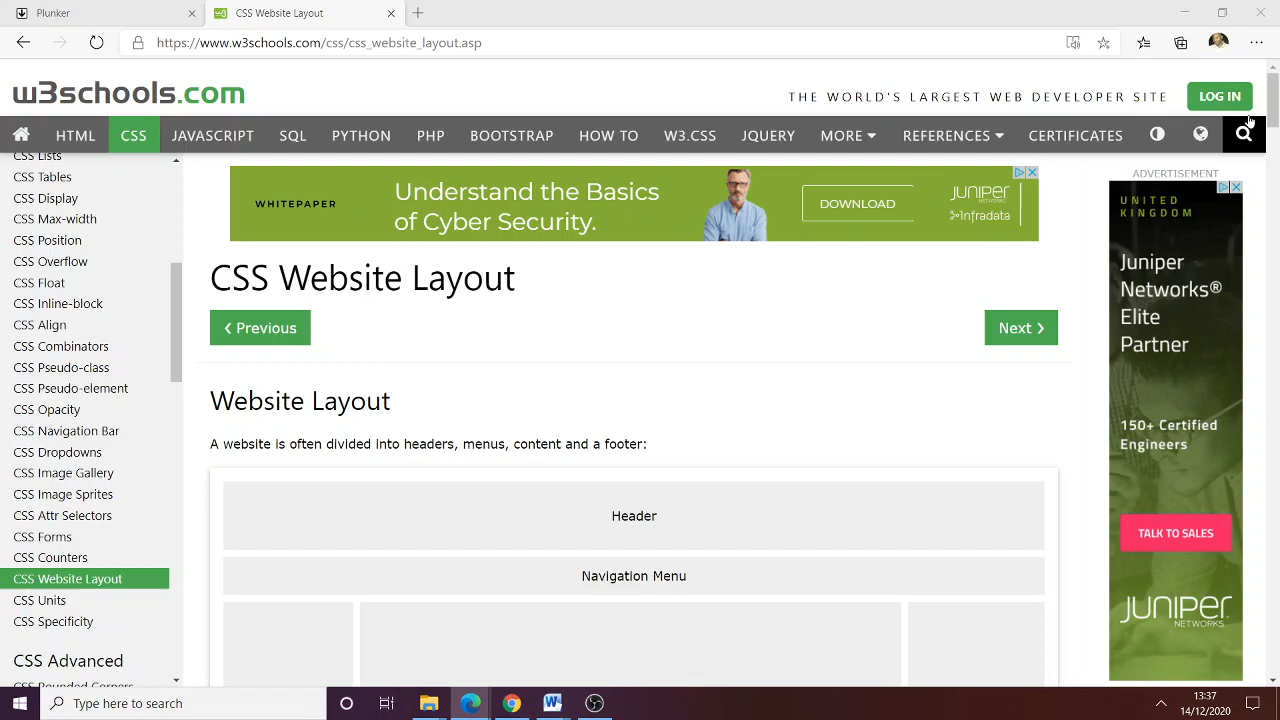 Plunker
CSS Website Layout
https://www.w3schools.com/css/css_website_layout.asp
w3schools.com
THE WORLD'S LARGEST WEB DEVELOPER SITE
LOG IN
HTML CSS JAVASCRIPT SQL PYTHON PHP BOOTSTRAP HOW TO W3.CSS JQUERY MORE REFERENCES CERTIFICATES
CSS Lists
CSS Tables
CSS Display
CSS Max-width
CSS Position
CSS Overflow
CSS Float
CSS Inline-block
CSS Align
CSS Combinators
CSS Pseudo-class
CSS Pseudo-element
CSS Opacity
CSS Navigation Bar
CSS Dropdowns
CSS Image Gallery
CSS Image Sprites
CSS Attr Selectors
CSS Forms
CSS Counters
CSS Website Layout
CSS Units
CSS Specificity
CSS Advanced
CSS Rounded Corners
WHITEPAPER
Understand the Basics
of Cyber Security.
DOWNLOAD
JUNIPER
NETWORKS
Infradata
CSS Website Layout
❮ Previous
Next ❯
Website Layout
A website is often divided into headers, menus, content and a footer:
Header
Navigation Menu
ADVERTISEMENT
UNITED
KINGDOM
Juniper
Networks®
Elite
Partner
150+ Certified
Engineers
TALK TO SALES
JUNIPER
NETWORKS
Type here to search
13:37
14/12/2020